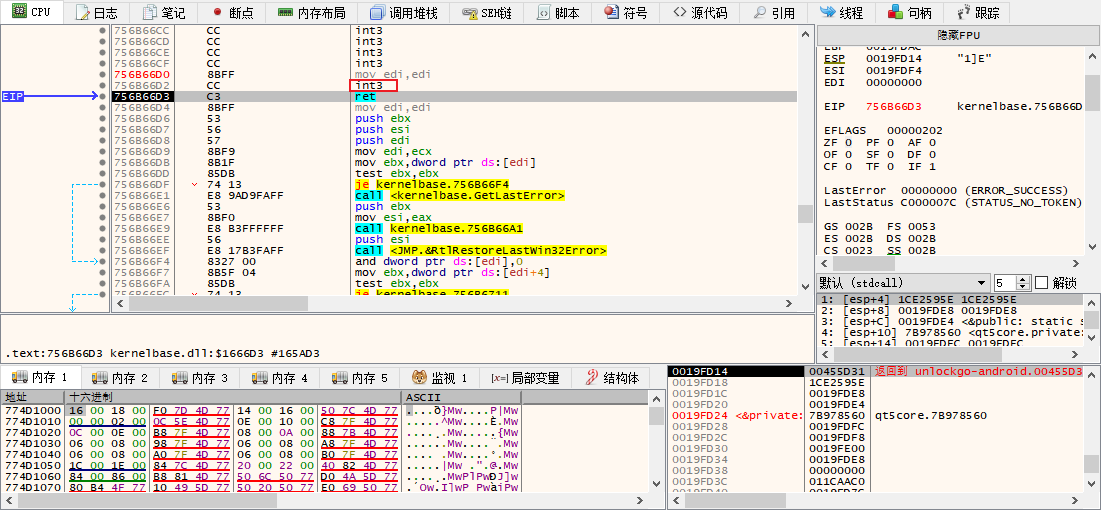 CPU 日志 笔记 断点 内存布局 调用堆栈 SEH链 脚本 符号 源代码 引用 线程 句柄 跟踪
756B66CC CC int3
756B66CD CC int3
756B66CE CC int3
756B66CF CC int3
756B66D0 8BFF mov edi,edi
756B66D2 CC int3
EIP 756B66D3 C3 ret
756B66D4 8BFF mov edi,edi
756B66D6 53 push ebx
756B66D7 56 push esi
756B66D8 57 push edi
756B66D9 8BF9 mov edi,ecx
756B66DB 8B1F mov ebx,dword ptr ds:[edi]
756B66DD 85DB test ebx,ebx
756B66DF 74 13 je kernelbase.756B66F4
756B66E1 E8 9AD9FAFF call <kernelbase.GetLastError>
756B66E6 53 push ebx
756B66E7 8BF0 mov esi,eax
756B66E9 E8 B3FFFFFF call kernelbase.756B66A1
756B66EE 56 push esi
756B66EF E8 17B3FAFF call <JMP.&RtlRestoreLastWin32Error>
756B66F4 8327 00 and dword ptr ds:[edi],0
756B66F7 8B5F 04 mov ebx,dword ptr ds:[edi+4]
756B66FA 85DB test ebx,ebx
756B66FC 74 13 je kernelbase.756B6711
隐藏FPU
EBP 0019FDAC
ESP 0019FD14 "1]E"
ESI 0019FDF4
EDI 00000000
EIP 756B66D3 kernelbase.756B66D
EFLAGS 00000202
ZF 0 PF 0 AF 0
OF 0 SF 0 DF 0
CF 0 TF 0 IF 1
LastError 00000000 (ERROR_SUCCESS)
LastStatus C000007C (STATUS_NO_TOKEN)
GS 002B FS 0053
ES 002B DS 002B
CS 0023 SS 002B
默认 (stdcall) 5 解锁
1: [esp+4] 1CE2595E 1CE2595E
2: [esp+8] 0019FDE8 0019FDE8
3: [esp+C] 0019FDE4 <&public: static s
4: [esp+10] 7B978560 <qt5core.private:
5: [esp+14] 0019FDFC 0019FDFC
.text:756B66D3 kernelbase.dll:$1666D3 #165AD3
内存 1 内存 2 内存 3 内存 4 内存 5 监视 1 [x=] 局部变量 结构体
地址 十六进制 ASCII
774D1000 16 00 18 00 F0 7D 4D 77 14 00 16 00 50 7C 4D 77
774D1010 00 00 02 00 0C 5E 4D 77 0E 00 10 00 C8 7F 4D 77
774D1020 0C 00 0E 00 B8 7F 4D 77 08 00 0A 00 88 7B 4D 77
774D1030 06 00 08 00 98 7F 4D 77 06 00 08 00 A8 7F 4D 77
774D1040 06 00 08 00 A0 7F 4D 77 06 00 08 00 B0 7F 4D 77
774D1050 1C 00 1E 00 84 7C 4D 77 20 00 22 00 40 82 4D 77
774D1060 84 00 86 00 B8 81 4D 77 50 6C 50 77 D0 4A 5D 77
774D1070 80 B4 4F 77 10 49 5D 77 50 20 50 77 E0 69 50 77
0019FD14 00455D31 返回到 unlockgo-android.00455D3
0019FD18 1CE2595E
0019FD1C 0019FDE8
0019FD20 0019FDE4
0019FD24 <&private: 7B978560 qt5core.7B978560
0019FD28 0019FDFC
0019FD2C 0019FDF8
0019FD30 0019FE00
0019FD34 0019FDE8
0019FD38 00000000
0019FD3C 011CAAC0
0019FD40 0019FD7C